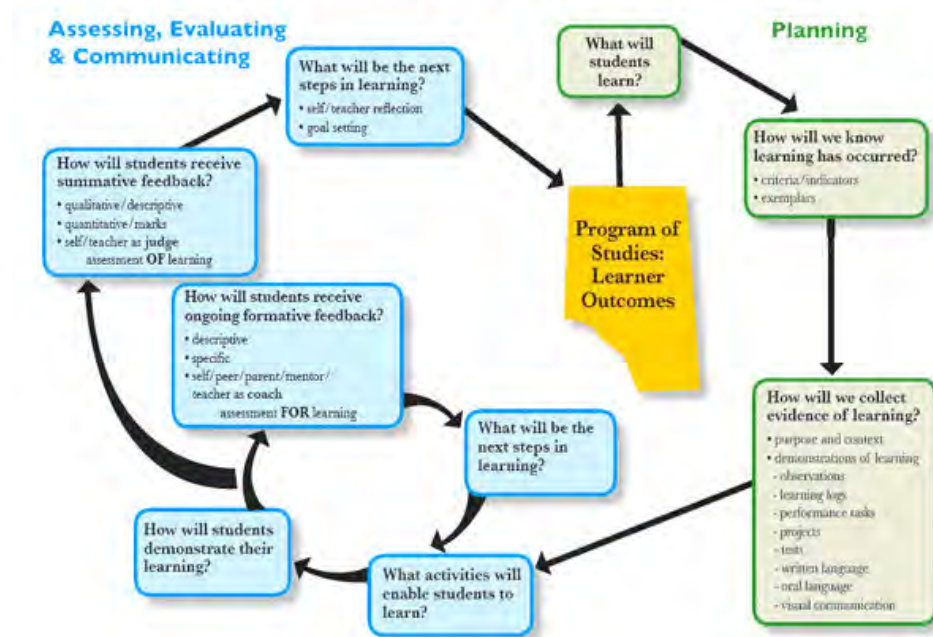 Assessing, Evaluating
& Communicating
Planning
What will be the next
steps in learning?
• self/teacher reflection
• goal setting
What will
students
learn?
How will we know
learning has occurred?
• criteria/indicators
• exemplars
How will students receive
summative feedback?
• qualitative/descriptive
• quantitative/marks
• self/teacher as judge
assessment OF learning
Program of
Studies:
Learner
Outcomes
How will students receive
ongoing formative feedback?
• descriptive
• specific
• self/peer/parent/mentor/
teacher as coach
assessment FOR learning
How will we collect
evidence of learning?
• purpose and context
• demonstrations of learning
- observations
- learning logs
- performance tasks
- projects
- tests
- written language
- oral language
- visual communication
What will be the
next steps in
learning?
How will students
demonstrate their
learning?
What activities will
enable students to
learn?